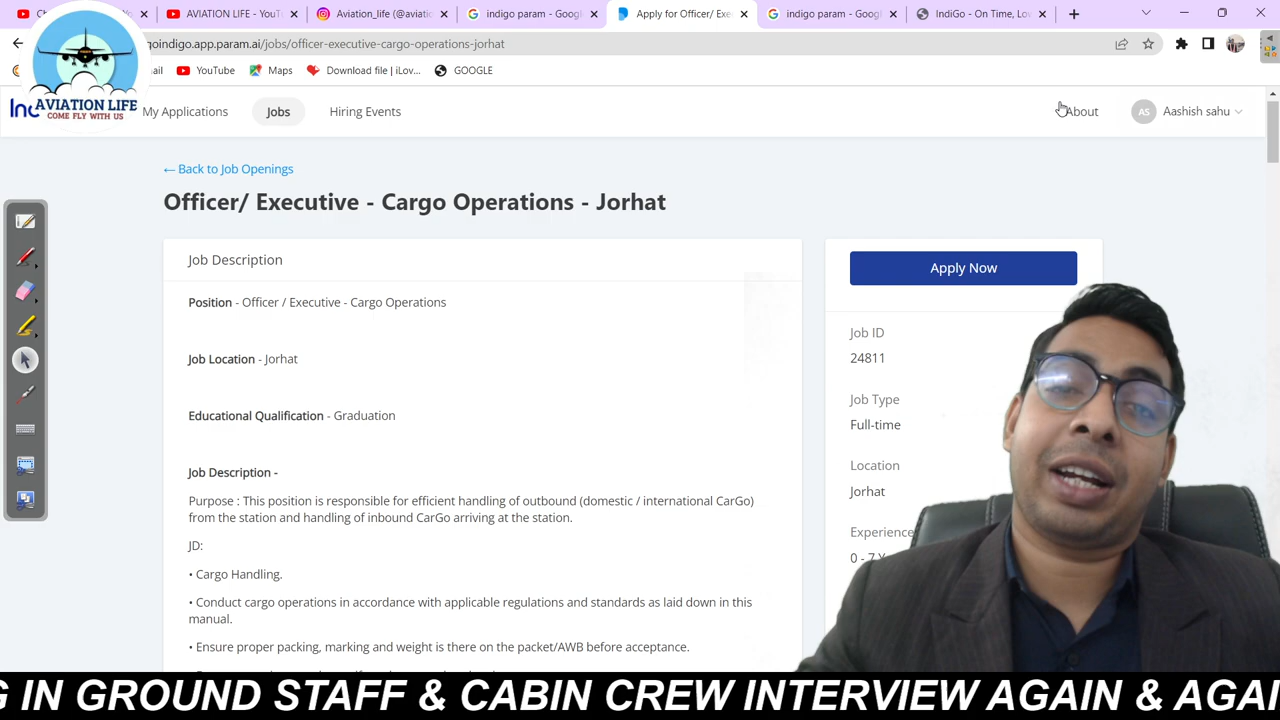 AVIATION LIFE - YouT
Aviation_life (@aviati
indigo param - Google
Apply for Officer/ Exe
indigo param - Google
IndiGo - On Time, Lo
goindigo.app.param.ai/jobs/officer-executive-cargo-operations-jorhat
YouTube
Maps
Download file | iLov...
GOOGLE
AVIATION LIFE
COME FLY WITH US
My Applications
Jobs
Hiring Events
About
AS
Aashish sahu
← Back to Job Openings
Officer/ Executive - Cargo Operations - Jorhat
Job Description
Position - Officer / Executive - Cargo Operations
Job Location - Jorhat
Educational Qualification - Graduation
Job Description -
Purpose : This position is responsible for efficient handling of outbound (domestic / international CarGo)
from the station and handling of inbound CarGo arriving at the station.
JD:
• Cargo Handling.
• Conduct cargo operations in accordance with applicable regulations and standards as laid down in this
manual.
• Ensure proper packing, marking and weight is there on the packet/AWB before acceptance.
Apply Now
Job ID
24811
Job Type
Full-time
Location
Jorhat
Experience
0 - 7 Y
G IN GROUND STAFF & CABIN CREW INTERVIEW AGAIN & AGAI